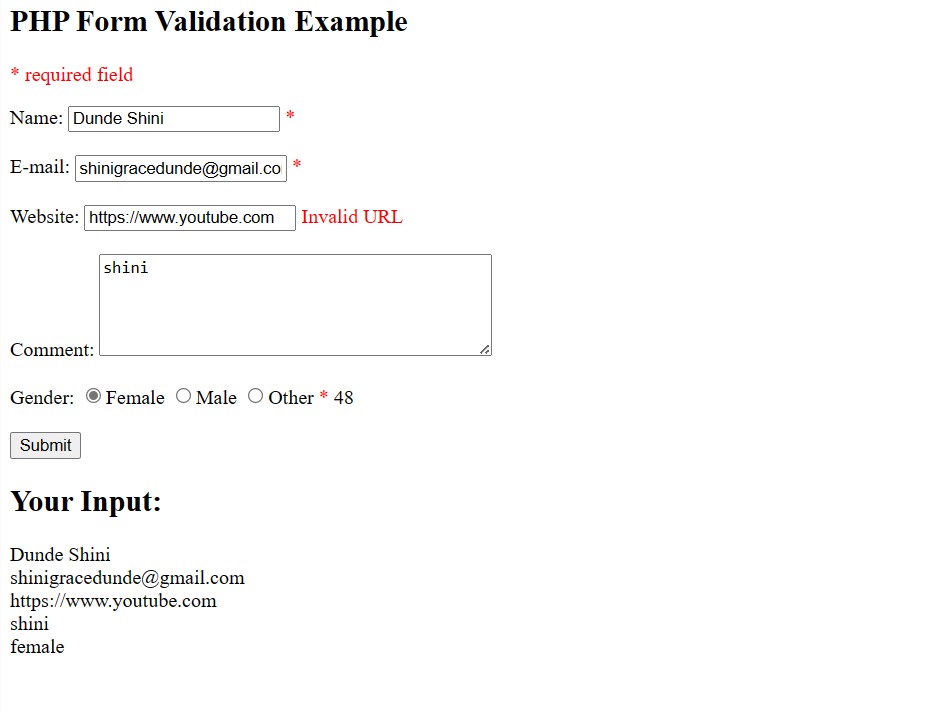 PHP Form Validation Example
* required field
Name: Dunde Shini *
E-mail: shinigracedunde@gmail.co *
Website: https://www.youtube.com Invalid URL
shini
Comment:
Gender: Female Male Other * 48
Submit
Your Input:
Dunde Shini
shinigracedunde@gmail.com
https://www.youtube.com
shini
female